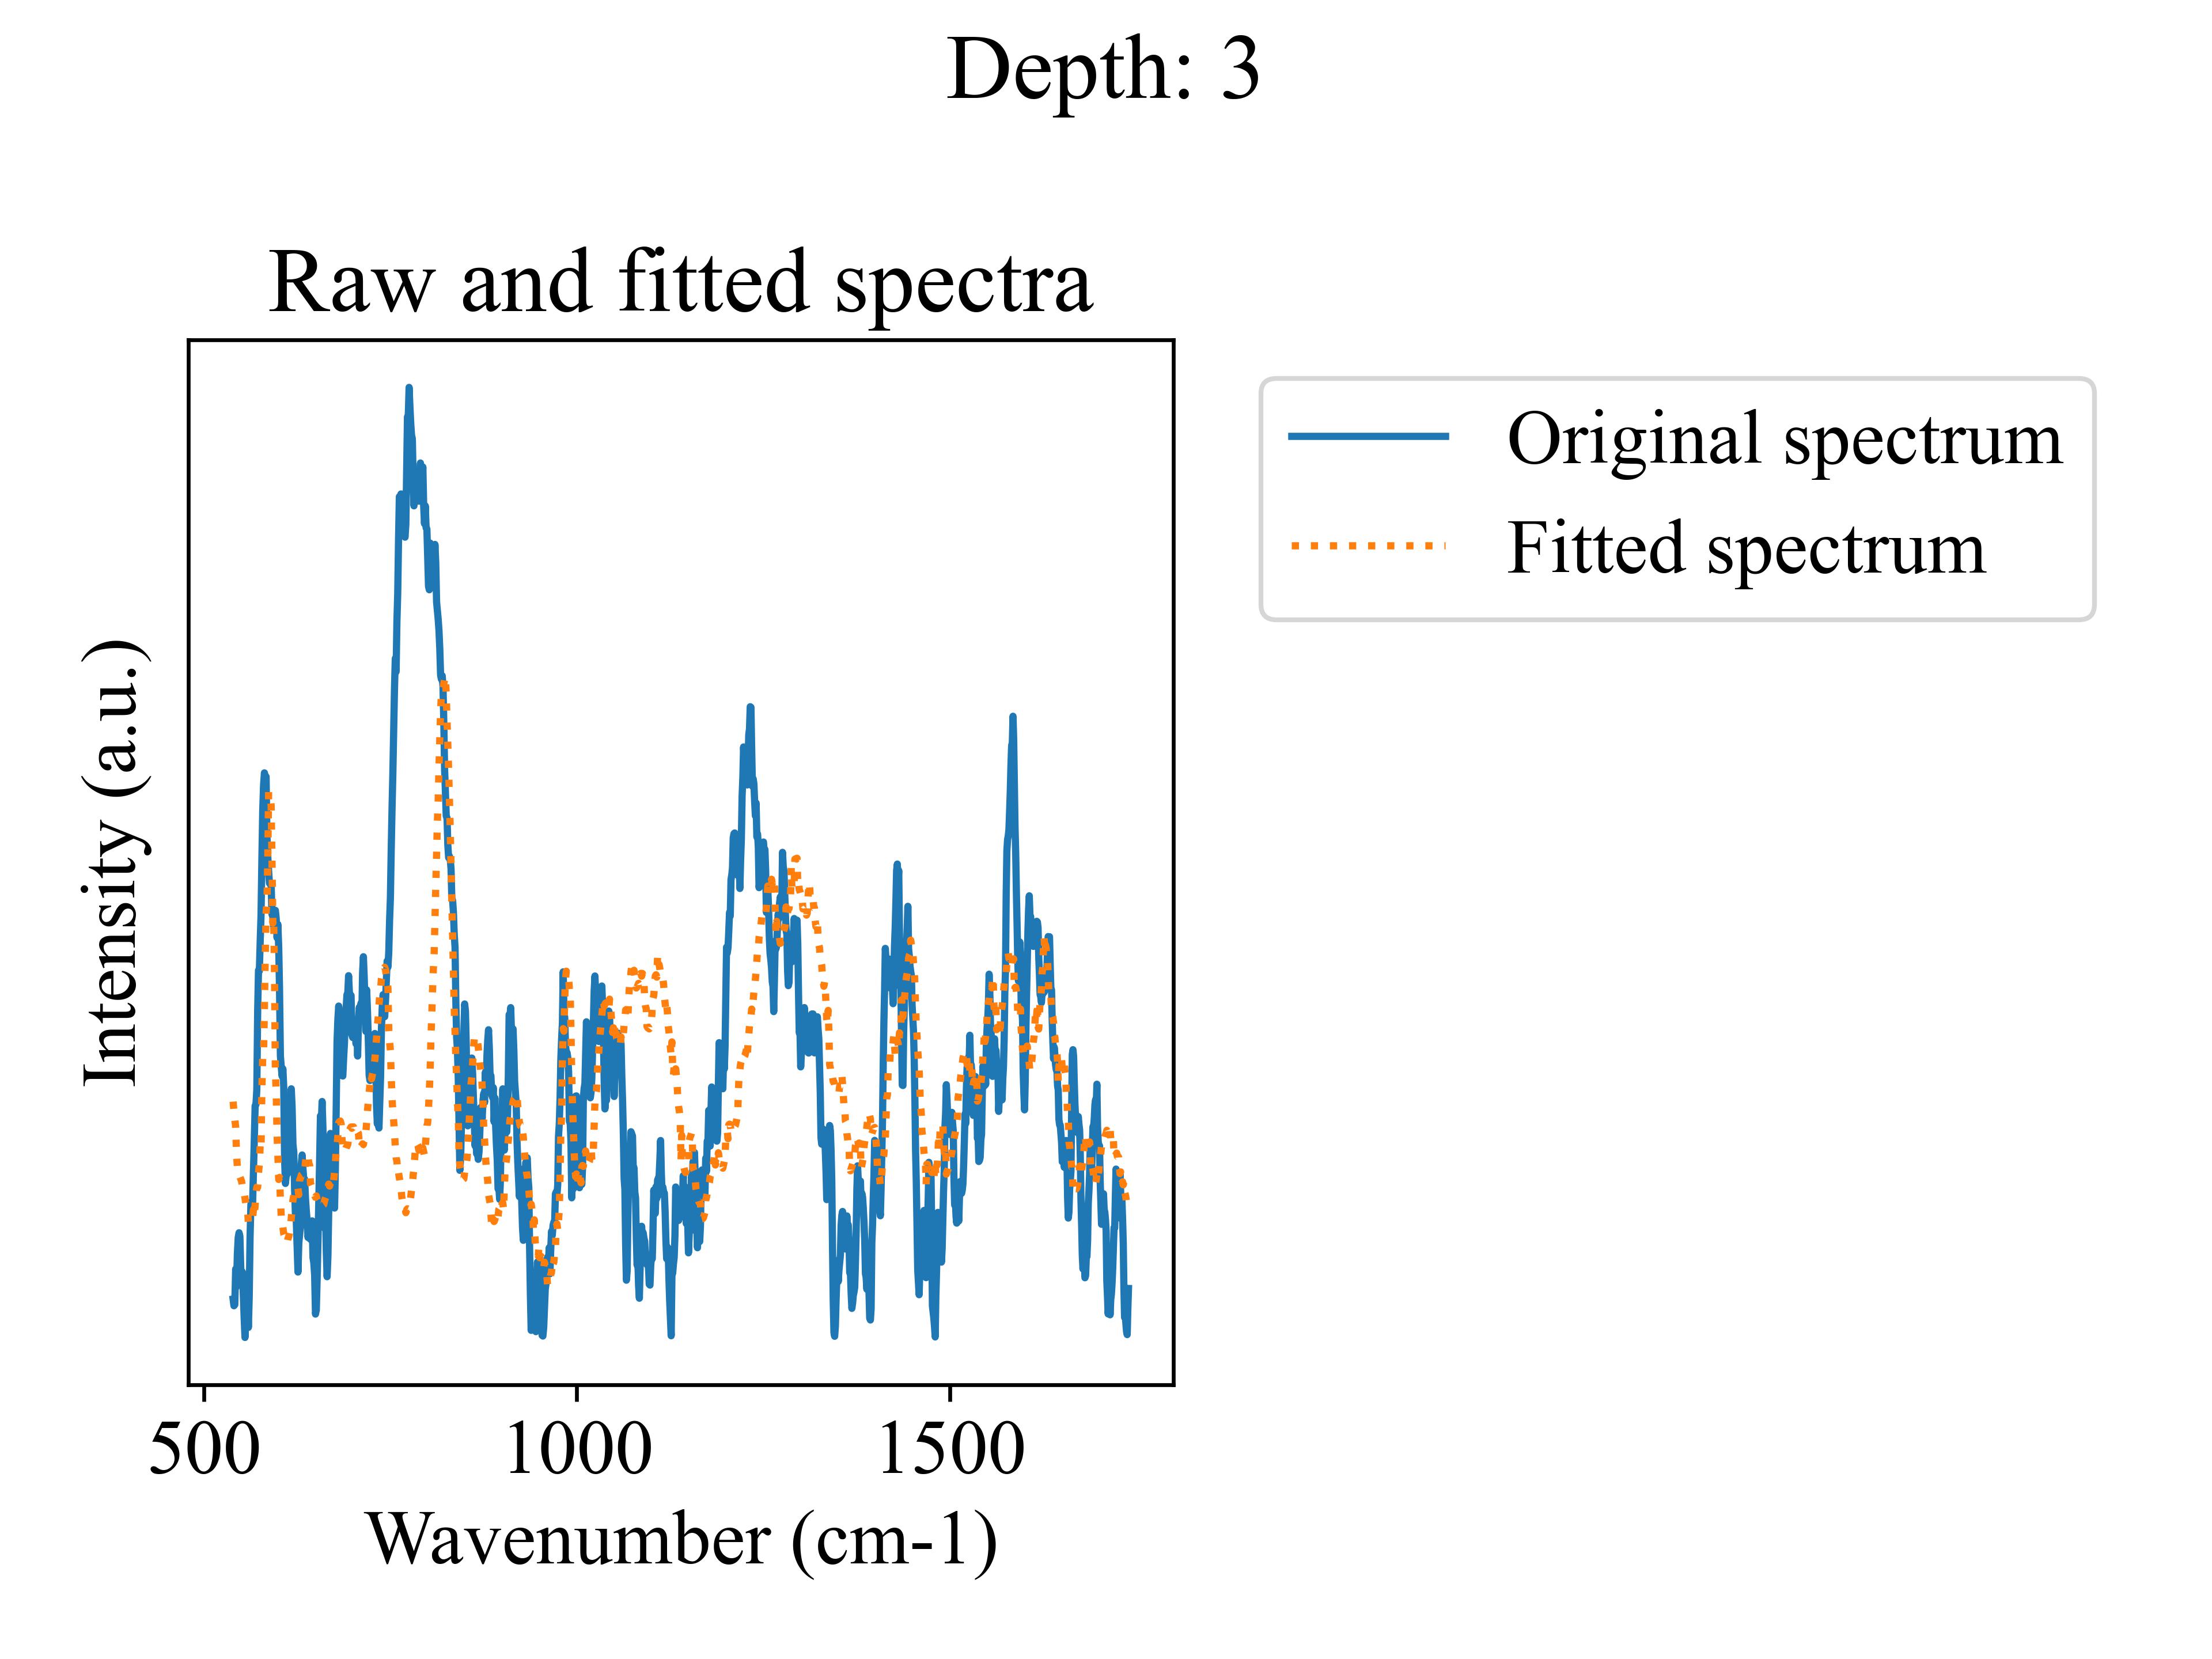 Depth: 3
Raw and fitted spectra
Original spectrum
Fitted spectrum
Intensity (a.u.)
500 1000 1500
Wavenumber (cm-1)